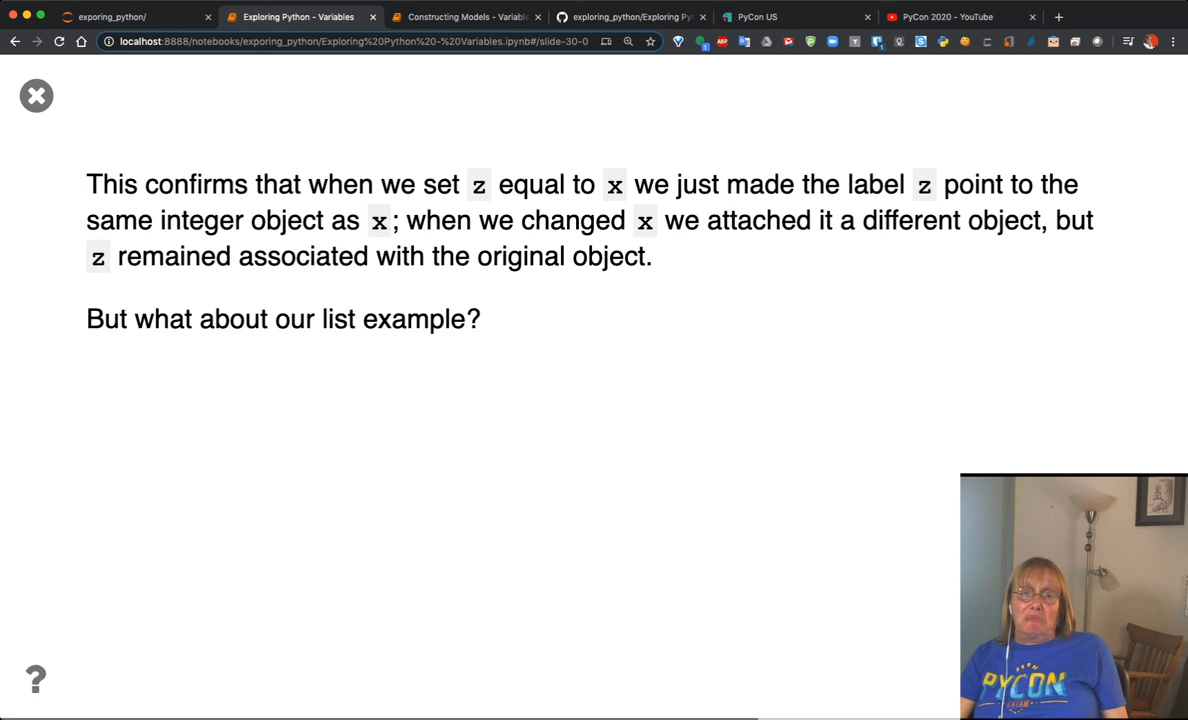 exploring_python/
Exploring Python - Variables
Constructing Models - Variabl
exploring_python/Exploring Py
PyCon US
PyCon 2020 - YouTube
localhost:8888/notebooks/exporing_python/Exploring%20Python%20-%20Variables.ipynb#/slide-30-0
This confirms that when we set z equal to x we just made the label z point to the
same integer object as x; when we changed x we attached it a different object, but
z remained associated with the original object.
But what about our list example?
?
PYCON